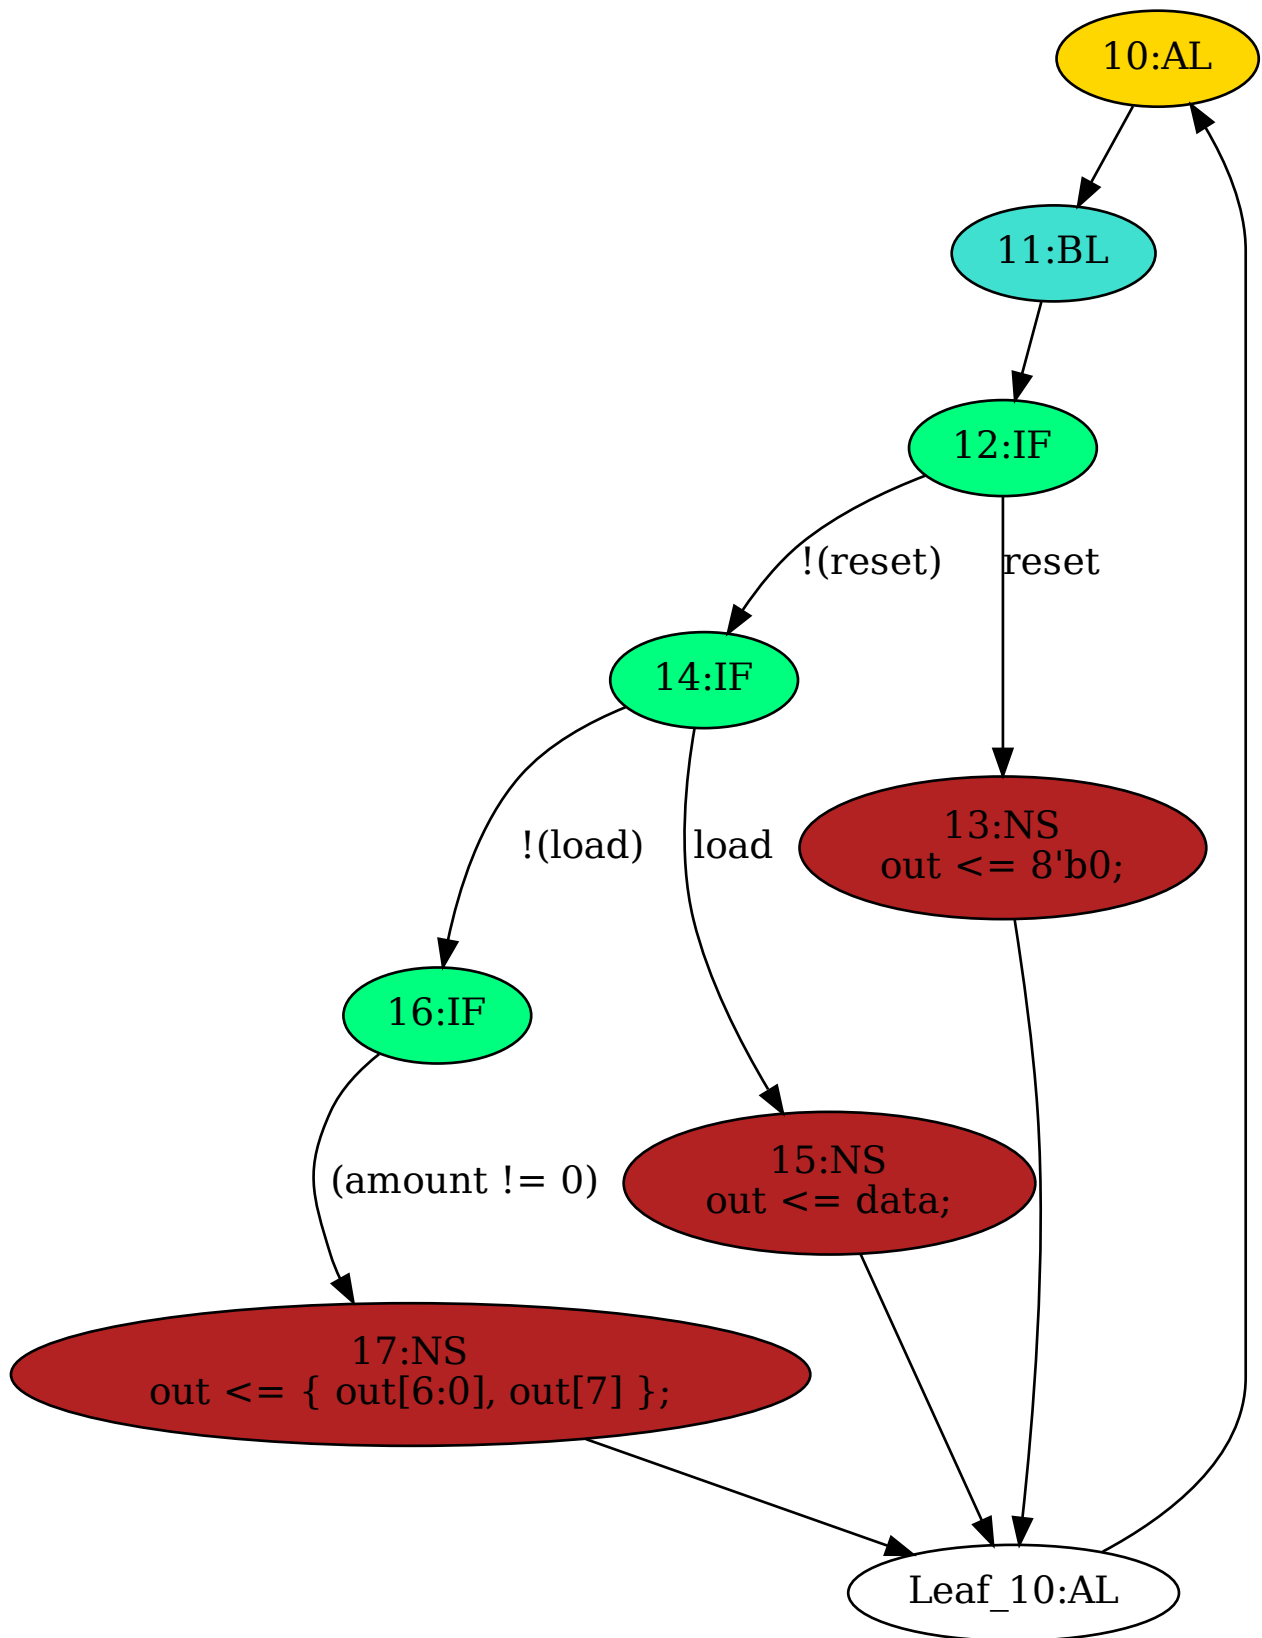 10:AL
11:BL
12:IF
!(reset)
reset
14:IF
!(load)
load
13:NS
out <= 8'b0;
16:IF
(amount != 0)
15:NS
out <= data;
17:NS
out <= { out[6:0], out[7] };
Leaf_10:AL